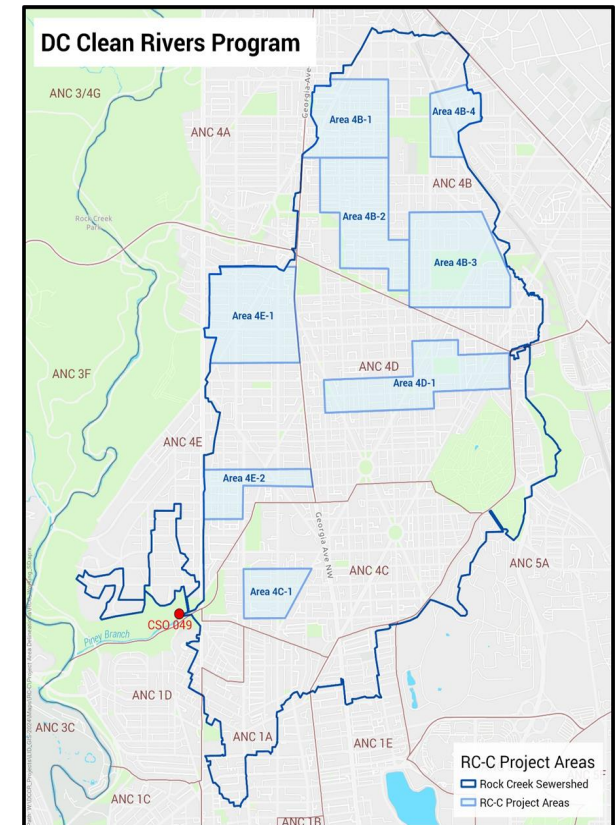 DC Clean Rivers Program
ANC 3/4G
ANC 4A
Georgia Ave
Area 4B-1
Area 4B-4
ANC 4B
Rock Creek
Park
Area 4B-2
Area 4B-3
Area 4E-1
ANC 3F
ANC 4D
Area 4D-1
ANC 4E
Area 4E-2
Georgia Ave NW
ANC 4C
ANC 5A
Area 4C-1
CSO 049
Piney Branch
ANC 1D
ANC 3C
ANC 1A
ANC 1E
ANC 1C
ANC 1B
RC-C Project Areas
Rock Creek Sewershed
RC-C Project Areas